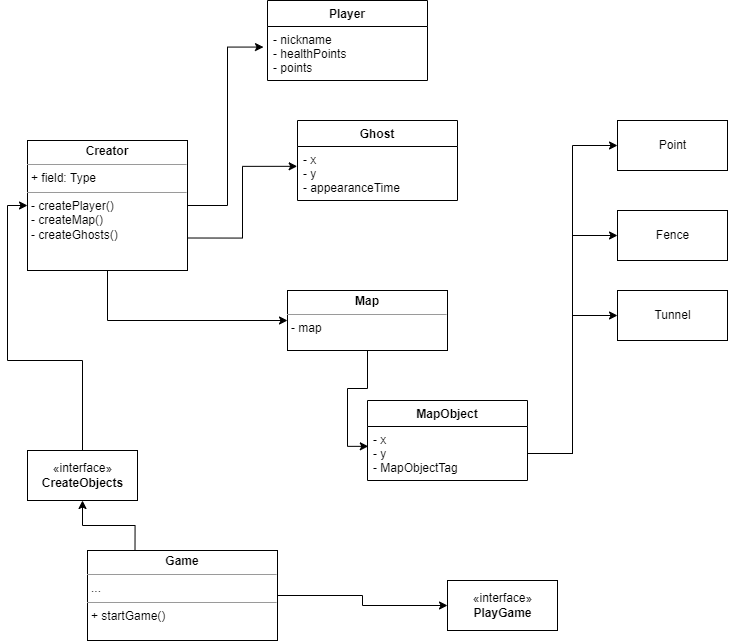 Player
- nickname
- healthPoints
- points
Ghost
- x
- y
- appearanceTime
Creator
+ field: Type
- createPlayer()
- createMap()
- createGhosts()
Point
Fence
Tunnel
Map
- map
MapObject
- x
- y
- MapObjectTag
«interface»
CreateObjects
Game
...
+ startGame()
«interface»
PlayGame